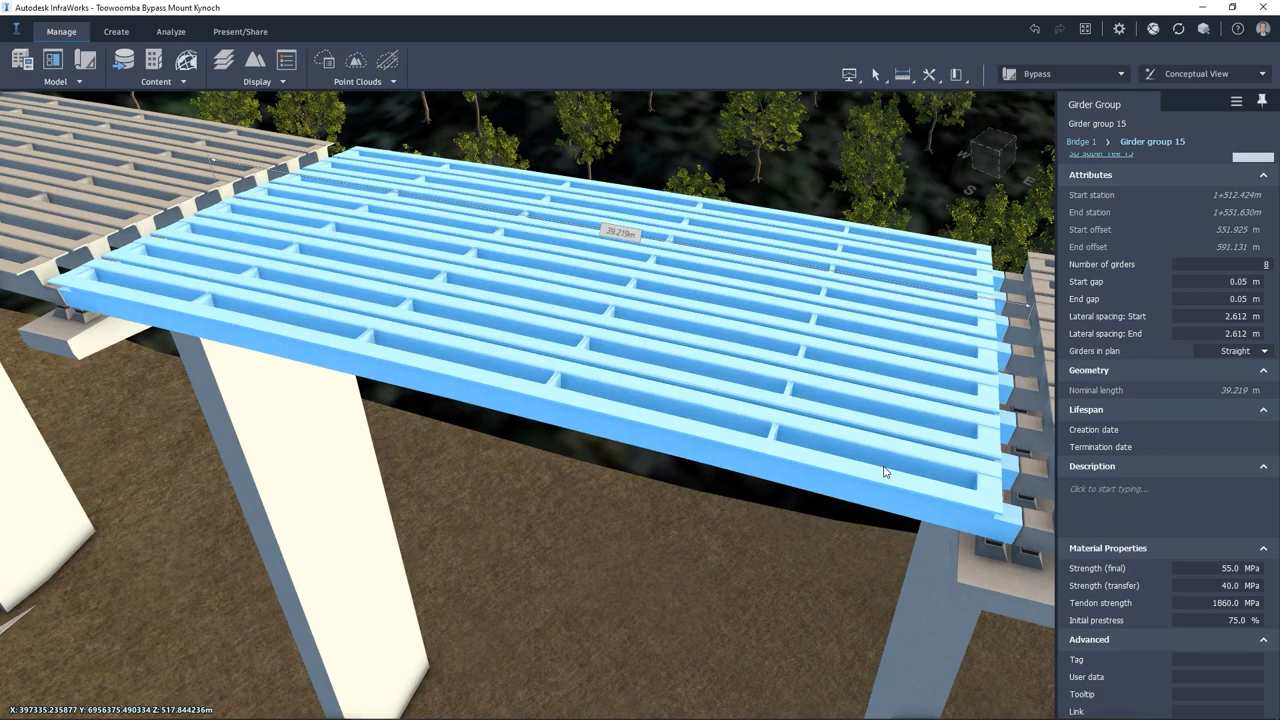 Autodesk InfraWorks - Toowoomba Bypass Mount Kynoch
Manage
Create
Analyze
Present/Share
Model
Content
Display
Point Clouds
Bypass
Conceptual View
Girder Group
Girder group 15
Bridge 1 > Girder group 15
Attributes
Start station 1+512.424m
End station 1+551.630m
Start offset 551.925 m
End offset 591.131 m
Number of girders 8
Start gap 0.05 m
End gap 0.05 m
Lateral spacing: Start 2.612 m
Lateral spacing: End 2.612 m
Girders in plan Straight
Geometry
Nominal length 39.219 m
Lifespan
Creation date
Termination date
Description
Click to start typing...
Material Properties
Strength (final) 55.0 MPa
Strength (transfer) 40.0 MPa
Tendon strength 1860.0 MPa
Initial prestress 75.0 %
Advanced
Tag
User data
Tooltip
Link
39.219m
W
S
E
X: 397335.235877 Y: 6956375.490334 Z: 517.844236m